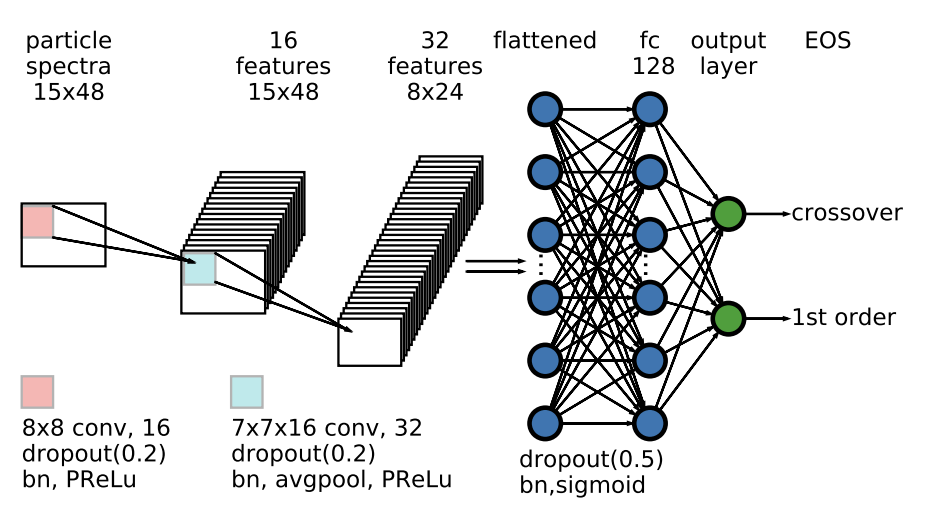 particle
spectra
15x48
16
features
15x48
32
features
8x24
flattened
fc
128
output
layer
EOS
crossover
1st order
8x8 conv, 16
dropout(0.2)
bn, PReLu
7x7x16 conv, 32
dropout(0.2)
bn, avgpool, PReLu
dropout(0.5)
bn,sigmoid